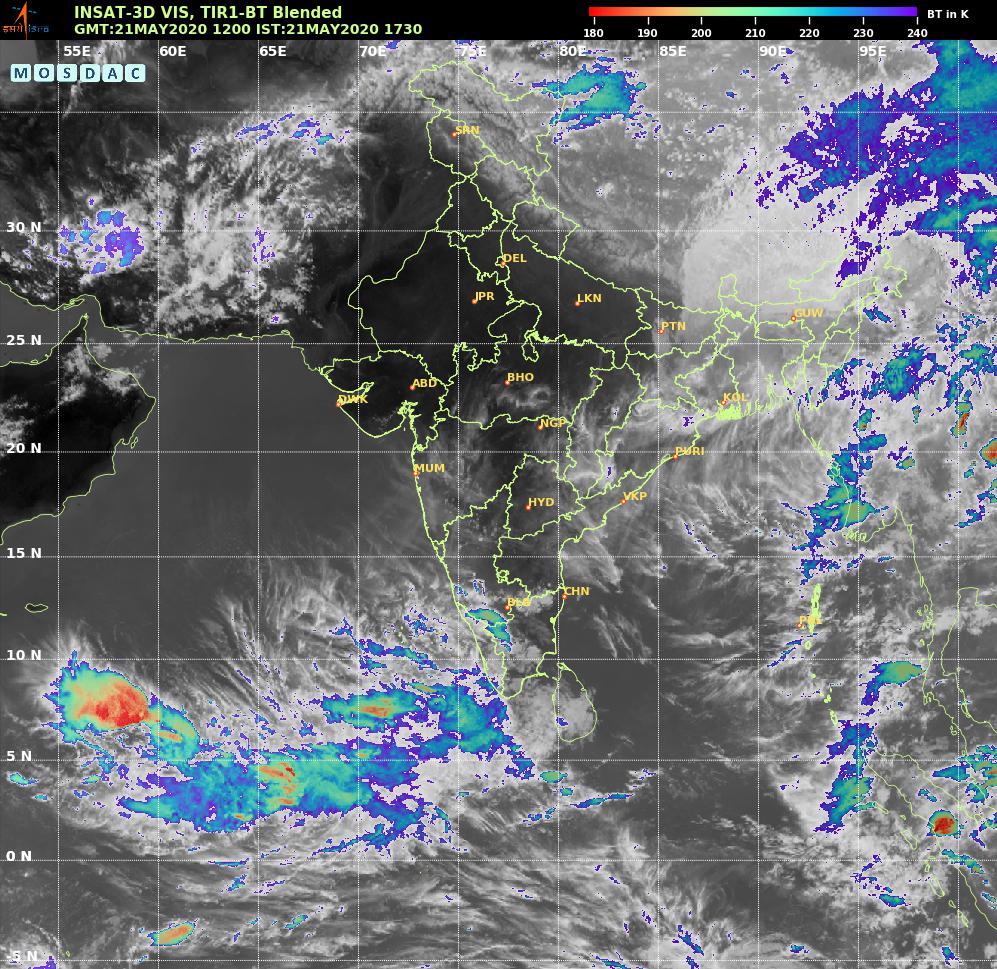 INSAT-3D VIS, TIR1-BT Blended
GMT:21MAY2020 1200 IST:21MAY2020 1730
BT in K
180 190 200 210 220 230 240
55E 60E 65E 70E 75E 80E 85E 90E 95E
MOSDAC
SRN
30 N
DEL
JPR LKN
GUW
PTN
25 N
BHO
ABD
DWK KOL
NGP
20 N PURI
MUM
VKP
HYD
15 N
CHN
BLG
10 N
5 N
0 N
-5 N